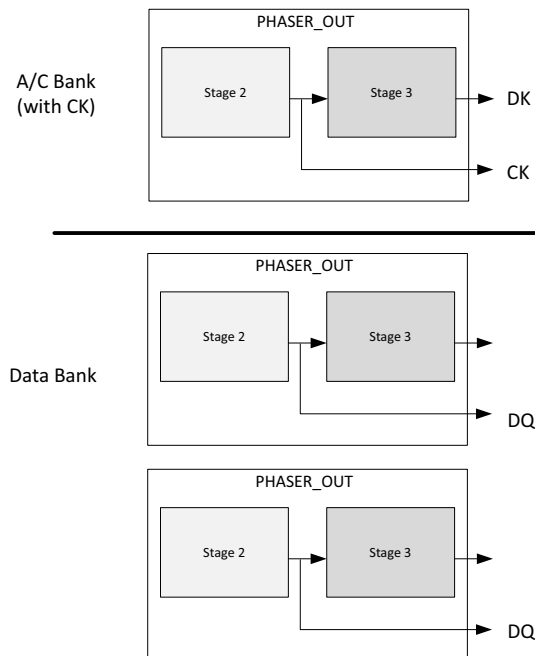 PHASER_OUT
A/C Bank
(with CK)
Stage 2
Stage 3
DK
CK
PHASER_OUT
Stage 2
Stage 3
Data Bank
DQ
PHASER_OUT
Stage 2
Stage 3
DQ